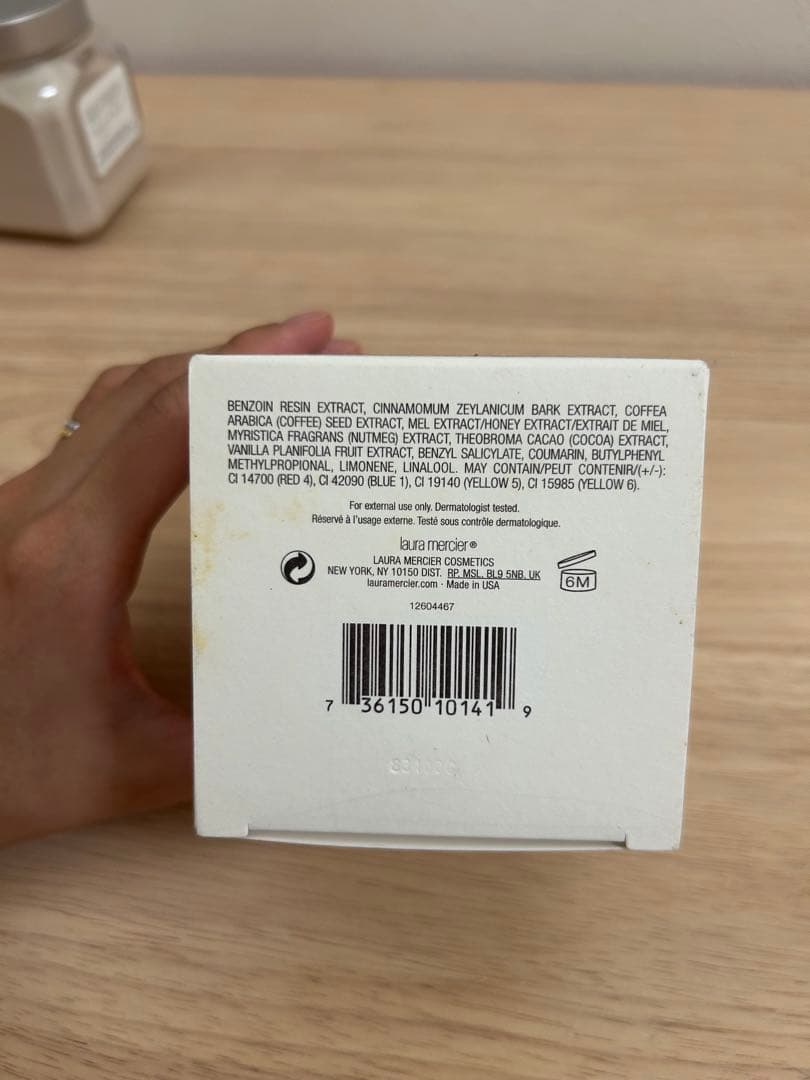 BENZOIN RESIN EXTRACT, CINNAMOMUM ZEYLANICUM BARK EXTRACT, COFFEA
ARABICA (COFFEE) SEED EXTRACT, MEL EXTRACT/HONEY EXTRACT/EXTRAIT DE MIEL,
MYRISTICA FRAGRANS (NUTMEG) EXTRACT, THEOBROMA CACAO (COCOA) EXTRACT,
VANILLA PLANIFOLIA FRUIT EXTRACT, BENZYL SALICYLATE, COUMARIN, BUTYLPHENYL
METHYLPROPIONAL, LIMONENE, LINALOOL. MAY CONTAIN/PEUT CONTENIR/(+/-):
CI 14700 (RED 4), CI 42090 (BLUE 1), CI 19140 (YELLOW 5), CI 15985 (YELLOW 6).
For external use only. Dermatologist tested.
Réservé à l'usage externe. Testé sous contrôle dermatologique.
laura mercier®
LAURA MERCIER COSMETICS
NEW YORK, NY 10150 DIST. RP. MSL. BL9 5NB. UK
lauramercier.com · Made in USA
6M
12604467
7 36150 10141 9